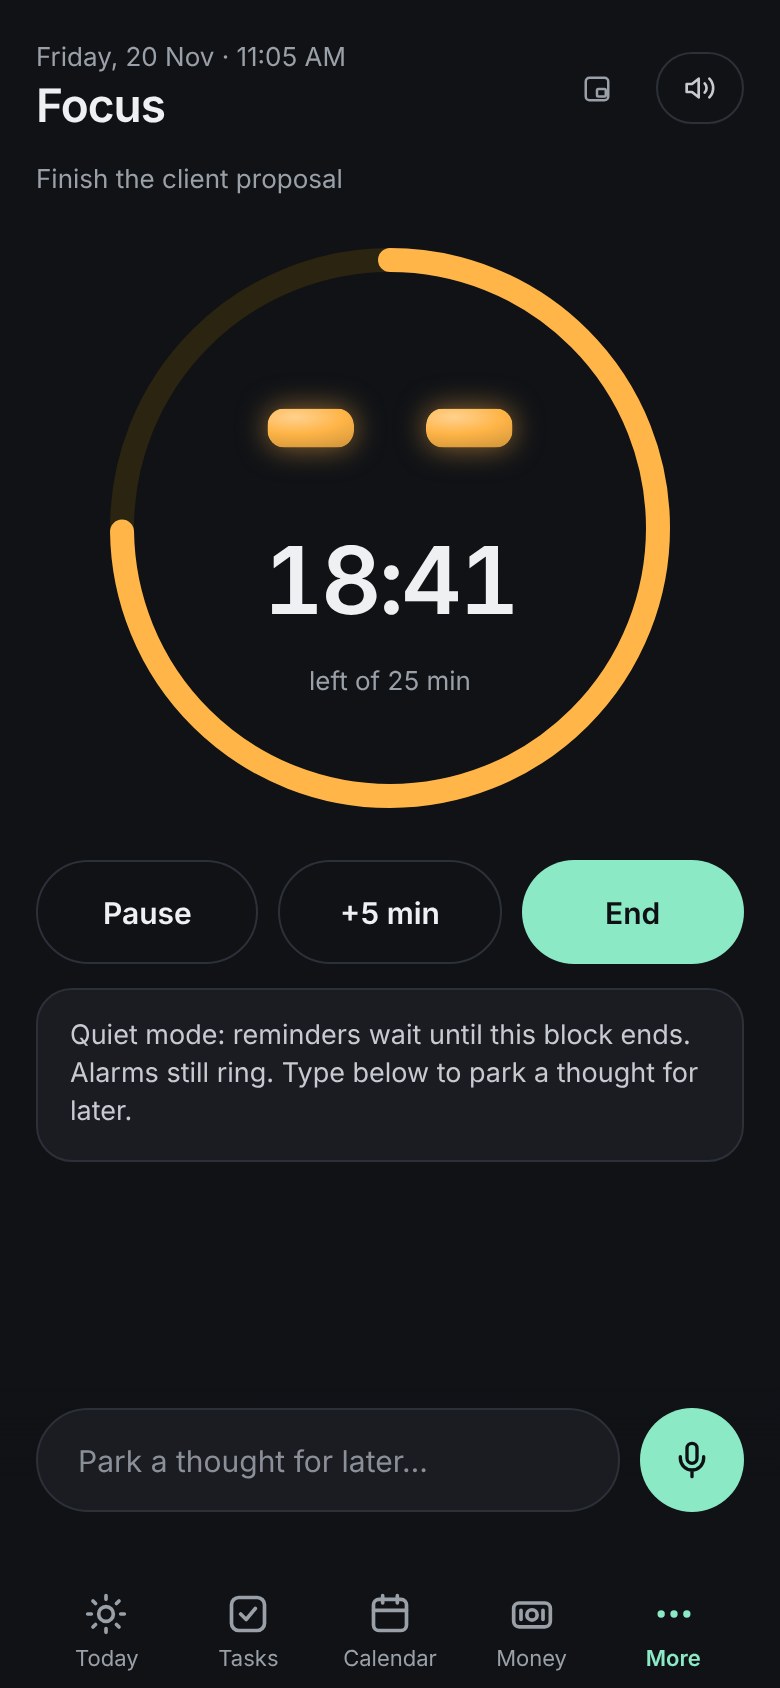 Friday, 20 Nov · 11:05 AM
Focus
Finish the client proposal
18:41
left of 25 min
Pause
+5 min
End
Quiet mode: reminders wait until this block ends.
Alarms still ring. Type below to park a thought for
later.
Park a thought for later...
Today
Tasks
Calendar
Money
More